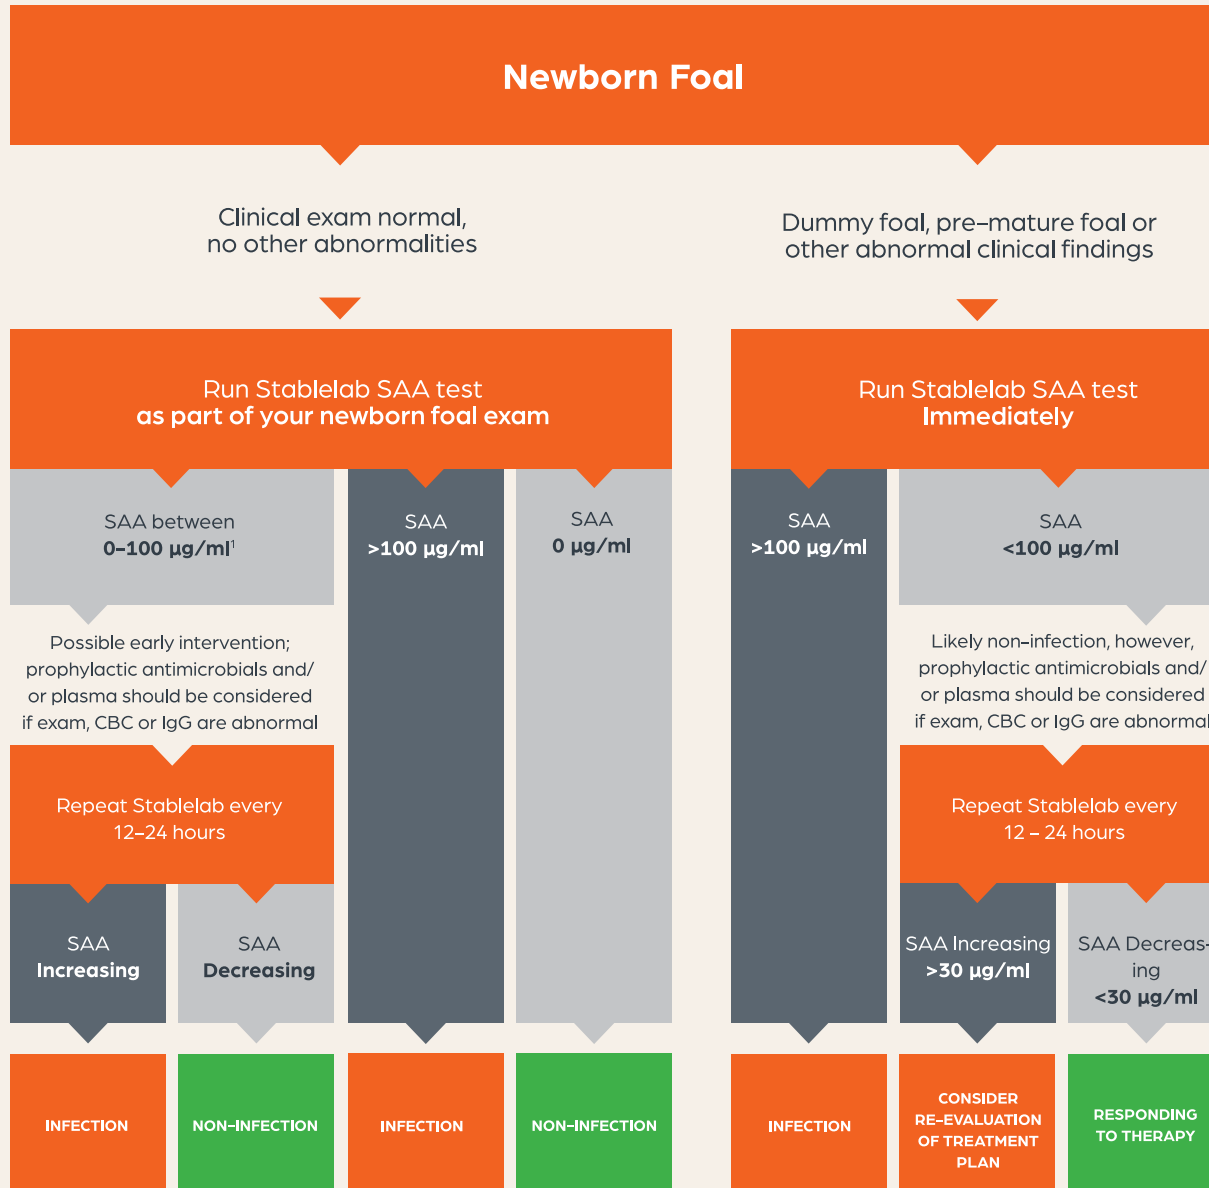 Newborn Foal
Clinical exam normal,
no other abnormalities
Dummy foal, pre-mature foal or
other abnormal clinical findings
Run Stablelab SAA test
as part of your newborn foal exam
Run Stablelab SAA test
Immediately
SAA between
0-100 µg/ml¹
SAA
>100 µg/ml
SAA
0 µg/ml
SAA
>100 µg/ml
SAA
<100 µg/ml
Possible early intervention;
prophylactic antimicrobials and/
or plasma should be considered
if exam, CBC or IgG are abnormal
Likely non-infection, however,
prophylactic antimicrobials and/
or plasma should be considered
if exam, CBC or IgG are abnormal
Repeat Stablelab every
12–24 hours
Repeat Stablelab every
12 – 24 hours
SAA
Increasing
SAA
Decreasing
SAA Increasing
>30 µg/ml
SAA Decreas-
ing
<30 µg/ml
INFECTION
NON-INFECTION
INFECTION
NON-INFECTION
INFECTION
CONSIDER
RE-EVALUATION
OF TREATMENT
PLAN
RESPONDING
TO THERAPY